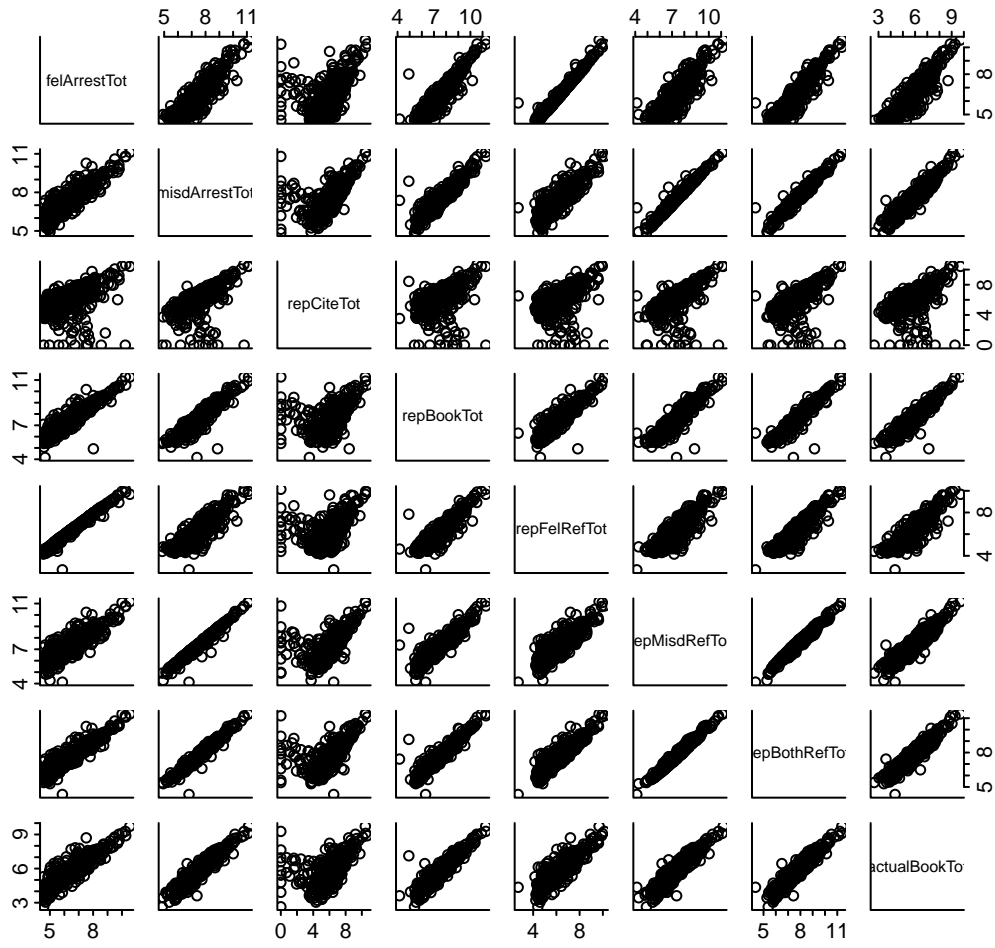 5 8 11 4 7 10 4 7 10 3 6 9
felArrestTot
5 8
5 8 11
misdArrestTot
repCiteTot
0 4 8
4 7 11
repBookTot
repFelRefTot
4 8
4 7 11
epMisdRefTo
epBothRefTo
5 8
3 6 9
actualBookTot
5 8 0 4 8 4 8 5 8 11